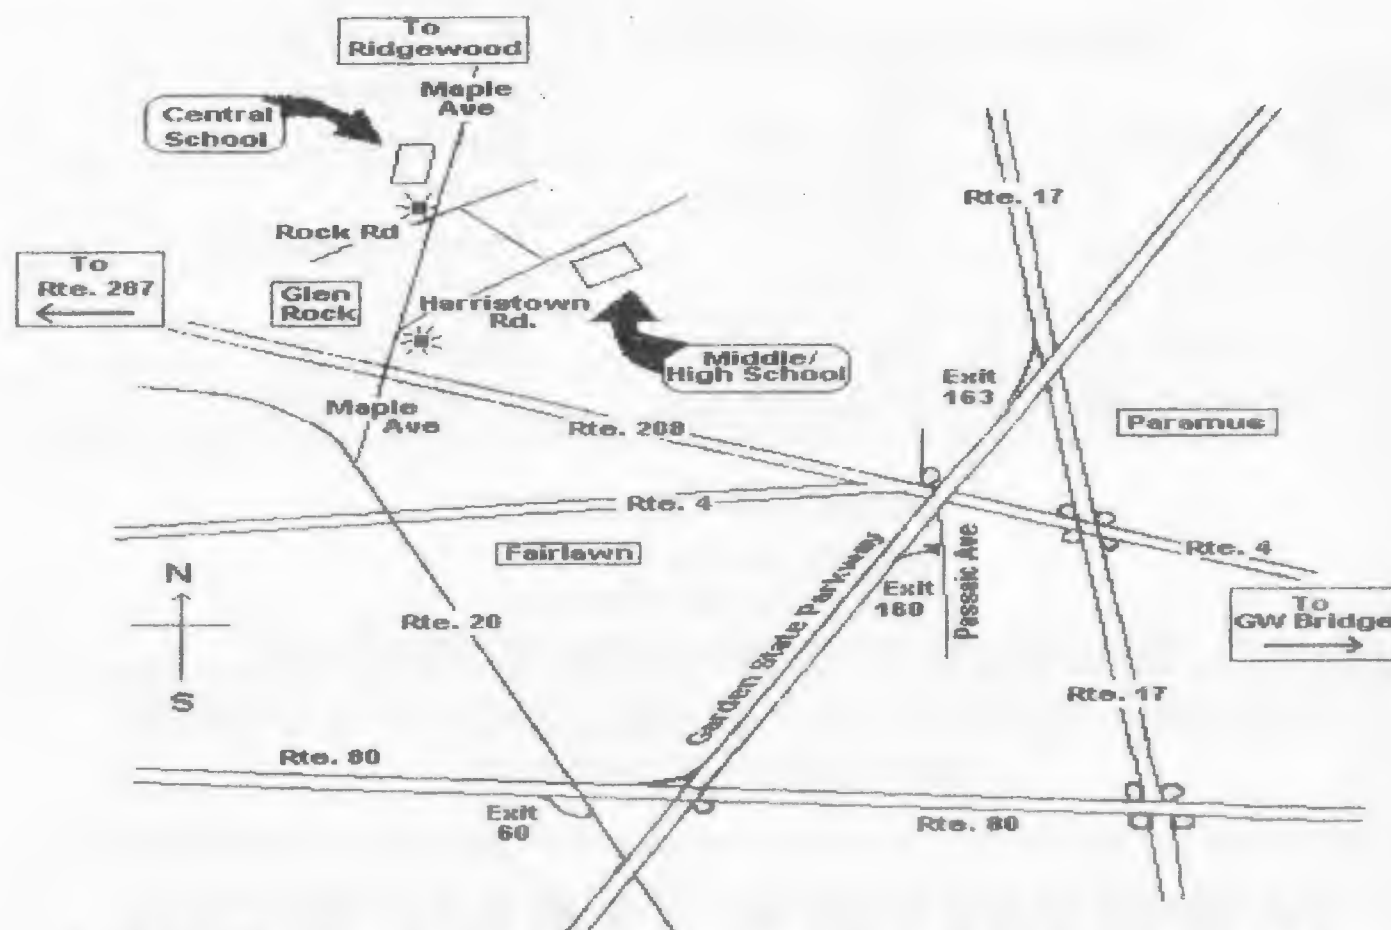 To
Ridgewood
Maple
Ave
Central
School
Rte. 17
Rock Rd
To
Rte. 287
Glen
Rock
Harristown
Rd.
Middle/
High School
Exit
163
Maple
Ave
Rte. 208
Paramus
Rte. 4
Fairlawn
Rte. 4
N
S
Exit
160
Passaic Ave
Garden State Parkway
To
GW Bridge
Rte. 20
Rte. 17
Rte. 80
Exit
60
Rte. 80